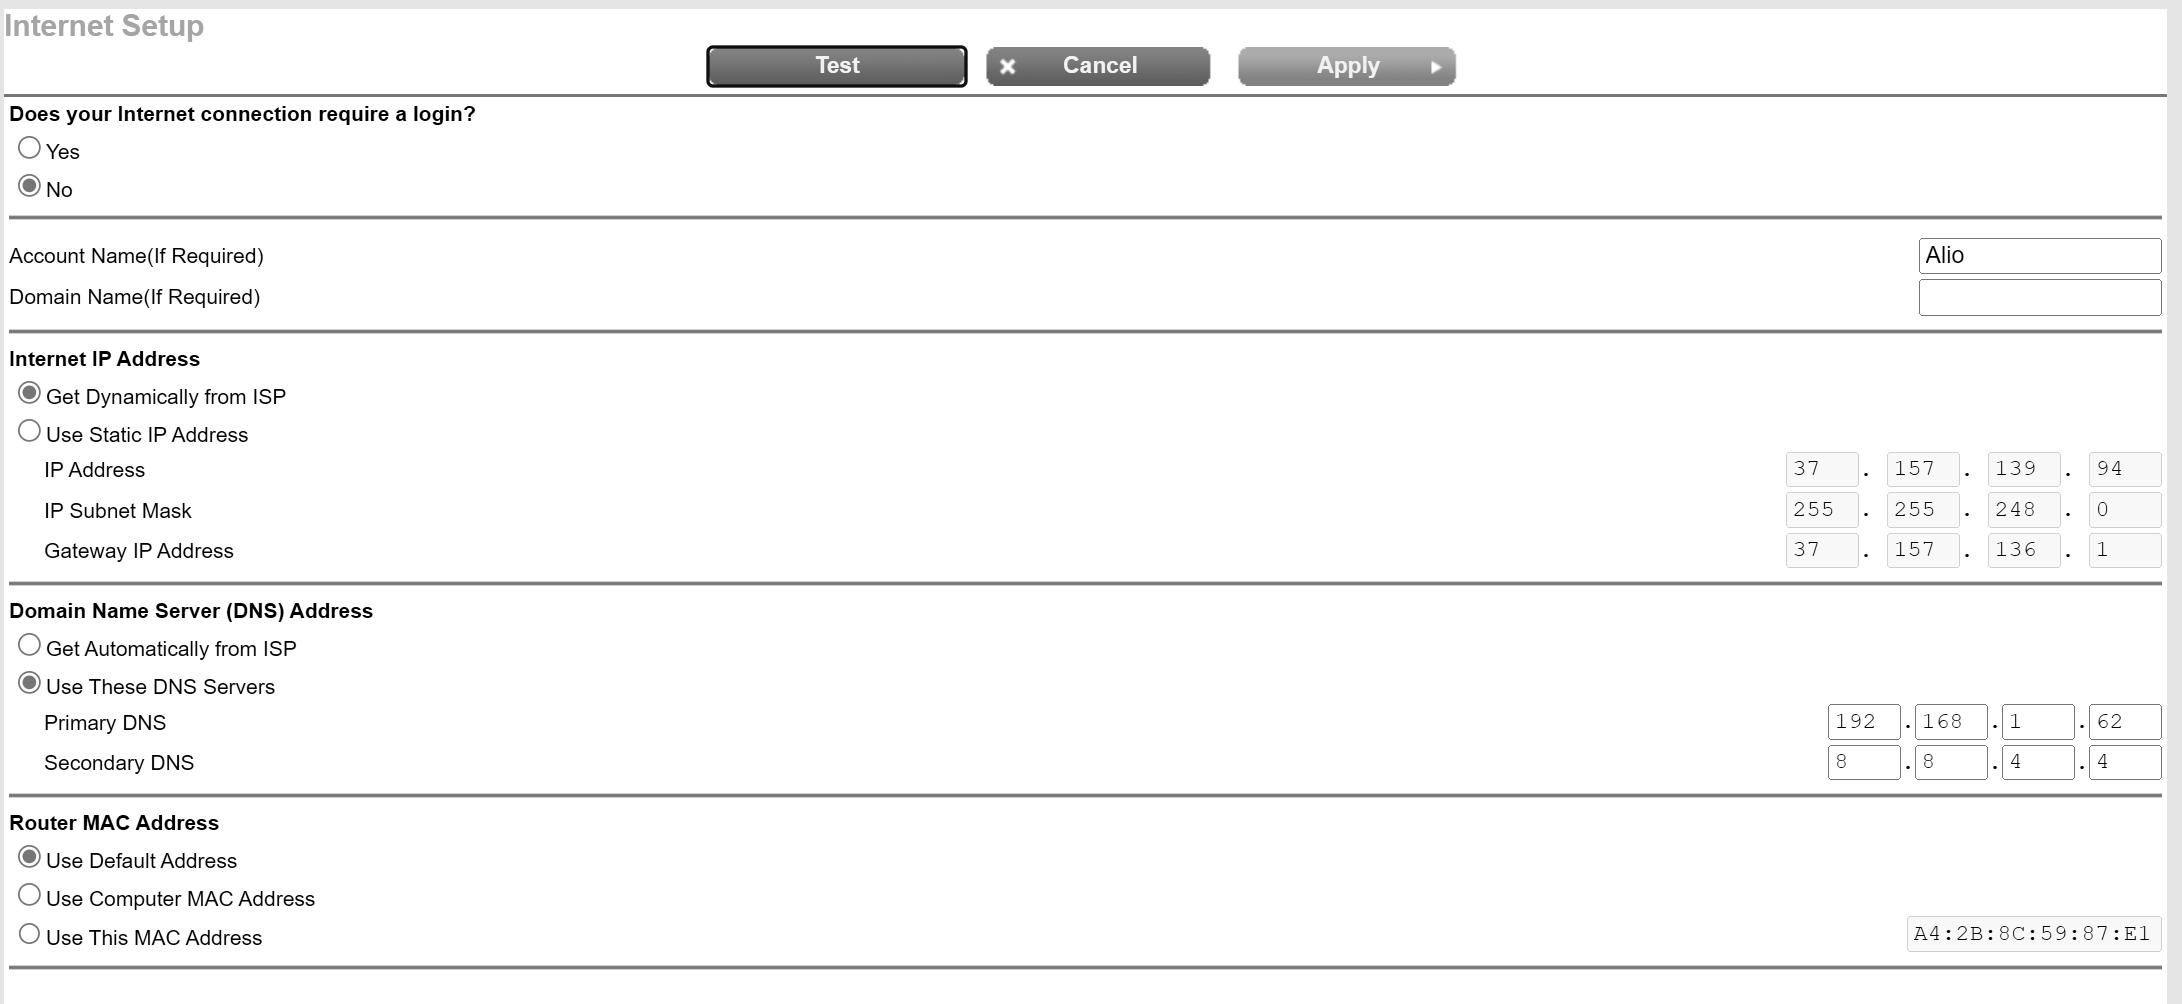 Internet Setup
Test Cancel Apply
Does your Internet connection require a login?
Yes
No
Account Name(If Required) Alio
Domain Name(If Required)
Internet IP Address
Get Dynamically from ISP
Use Static IP Address
IP Address 37 . 157 . 139 . 94
IP Subnet Mask 255 . 255 . 248 . 0
Gateway IP Address 37 . 157 . 136 . 1
Domain Name Server (DNS) Address
Get Automatically from ISP
Use These DNS Servers
Primary DNS 192 . 168 . 1 . 62
Secondary DNS 8 . 8 . 4 . 4
Router MAC Address
Use Default Address
Use Computer MAC Address
Use This MAC Address A4:2B:8C:59:87:E1